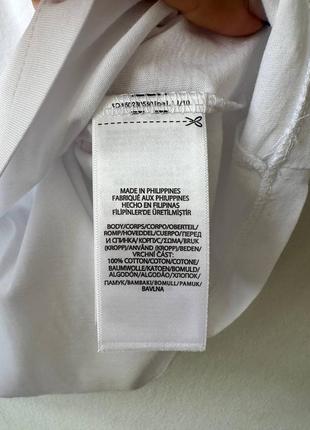 MADE IN PHILIPPINES
FABRIQUÉ AUX PHILIPPINES
HECHO EN FILIPINAS
FİLİPİNLER'DE ÜRETİLMİŞTİR
BODY/CORPS/CORPO/OBERTEIL/
ROMP/HOVEDDEL/CUERPO/ПЕРЕД
И СПИНКА/КОРПУС/ΣΩΜΑ/BRUK
(KROPP)/ANVÄND (KROPP)/BEDEN/
VRCHNÍ ČÁST:
100% COTTON/COTON/COTONE/
BAUMWOLLE/KATOEN/BOMULD/
ALGODÓN/ALGODÃO/ХЛОПОК/
ПАМУК/ΒΑΜΒΑΚΙ/BOMULL/PAMUK/
BAVLNA